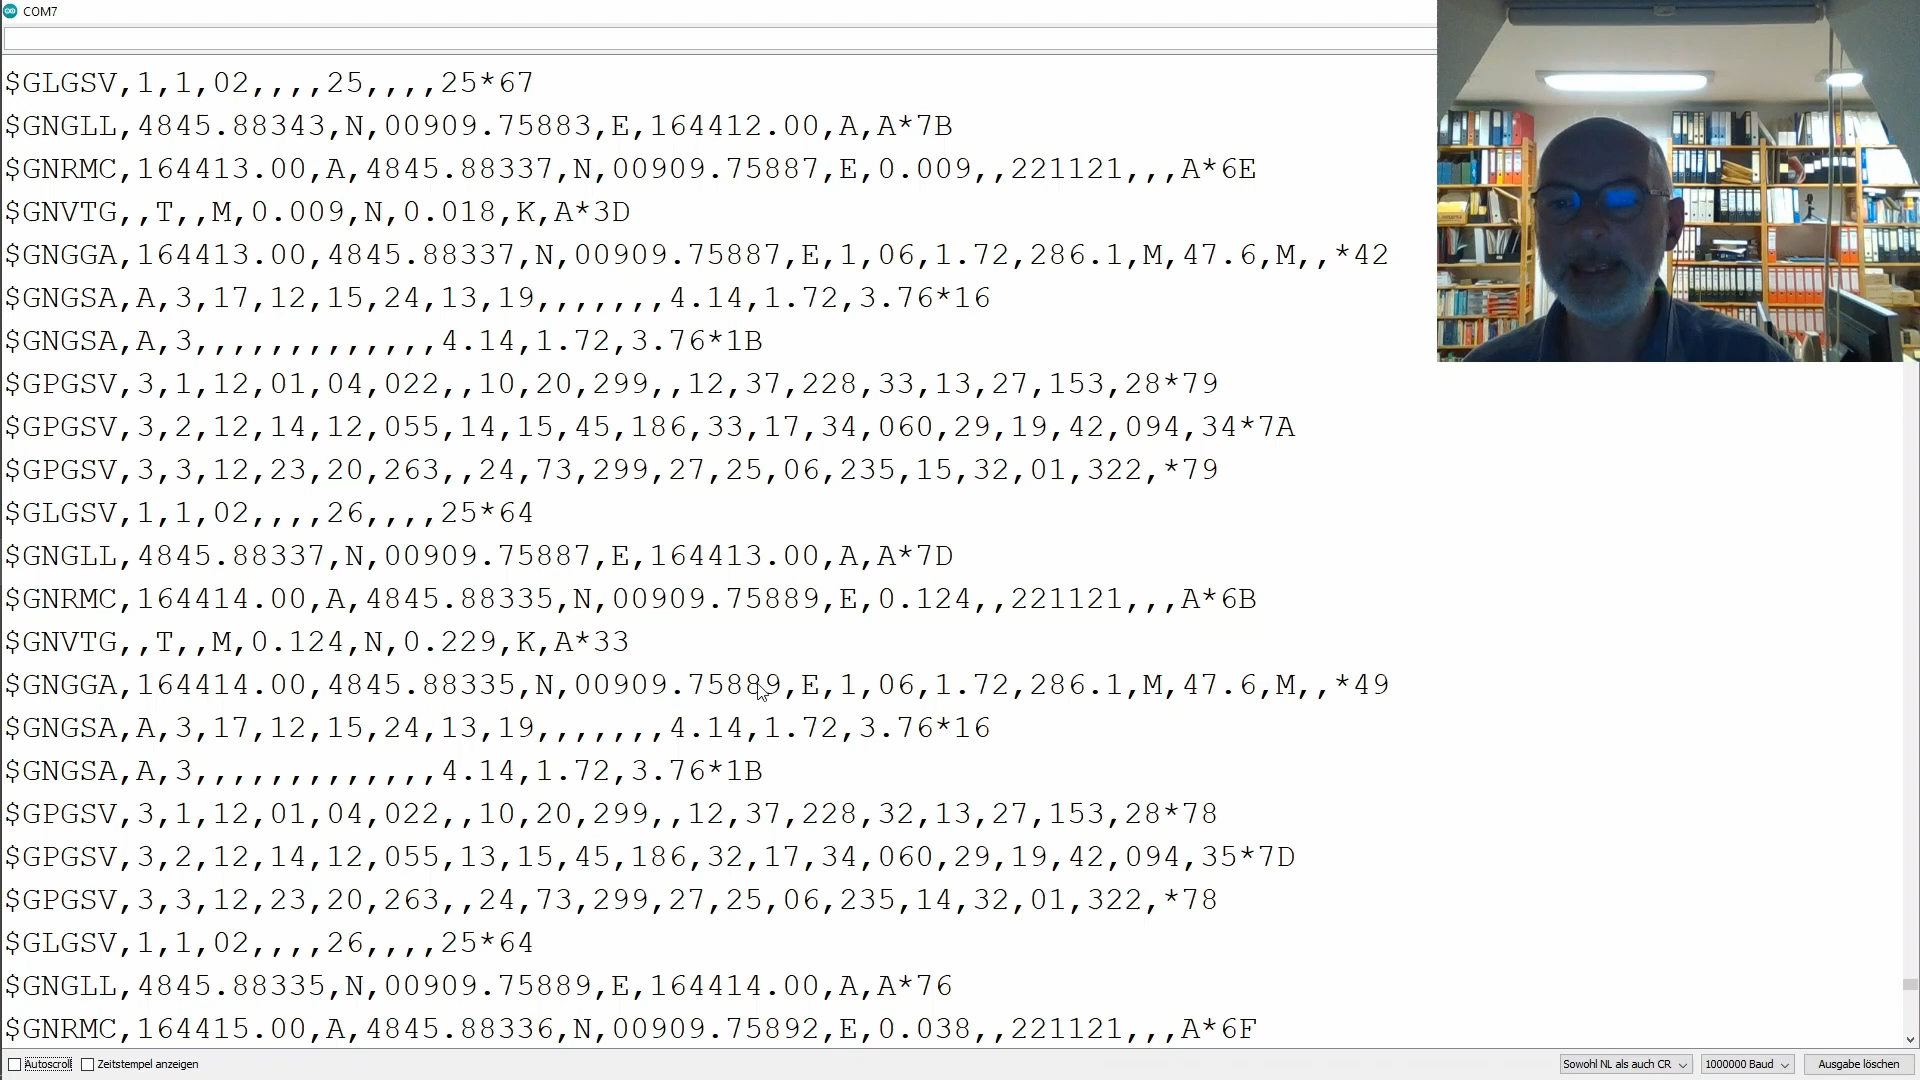 COM7
$GLGSV,1,1,02,,,,25,,,,25*67
$GNGLL,4845.88343,N,00909.75883,E,164412.00,A,A*7B
$GNRMC,164413.00,A,4845.88337,N,00909.75887,E,0.009,,221121,,,A*6E
$GNVTG,,T,,M,0.009,N,0.018,K,A*3D
$GNGGA,164413.00,4845.88337,N,00909.75887,E,1,06,1.72,286.1,M,47.6,M,,*42
$GNGSA,A,3,17,12,15,24,13,19,,,,,,,4.14,1.72,3.76*16
$GNGSA,A,3,,,,,,,,,,,,,4.14,1.72,3.76*1B
$GPGSV,3,1,12,01,04,022,,10,20,299,,12,37,228,33,13,27,153,28*79
$GPGSV,3,2,12,14,12,055,14,15,45,186,33,17,34,060,29,19,42,094,34*7A
$GPGSV,3,3,12,23,20,263,,24,73,299,27,25,06,235,15,32,01,322,*79
$GLGSV,1,1,02,,,,26,,,,25*64
$GNGLL,4845.88337,N,00909.75887,E,164413.00,A,A*7D
$GNRMC,164414.00,A,4845.88335,N,00909.75889,E,0.124,,221121,,,A*6B
$GNVTG,,T,,M,0.124,N,0.229,K,A*33
$GNGGA,164414.00,4845.88335,N,00909.75889,E,1,06,1.72,286.1,M,47.6,M,,*49
$GNGSA,A,3,17,12,15,24,13,19,,,,,,,4.14,1.72,3.76*16
$GNGSA,A,3,,,,,,,,,,,,,4.14,1.72,3.76*1B
$GPGSV,3,1,12,01,04,022,,10,20,299,,12,37,228,32,13,27,153,28*78
$GPGSV,3,2,12,14,12,055,13,15,45,186,32,17,34,060,29,19,42,094,35*7D
$GPGSV,3,3,12,23,20,263,,24,73,299,27,25,06,235,14,32,01,322,*78
$GLGSV,1,1,02,,,,26,,,,25*64
$GNGLL,4845.88335,N,00909.75889,E,164414.00,A,A*76
$GNRMC,164415.00,A,4845.88336,N,00909.75892,E,0.038,,221121,,,A*6F
Autoscroll Zeitstempel anzeigen Sowohl NL als auch CR 1000000 Baud Ausgabe löschen